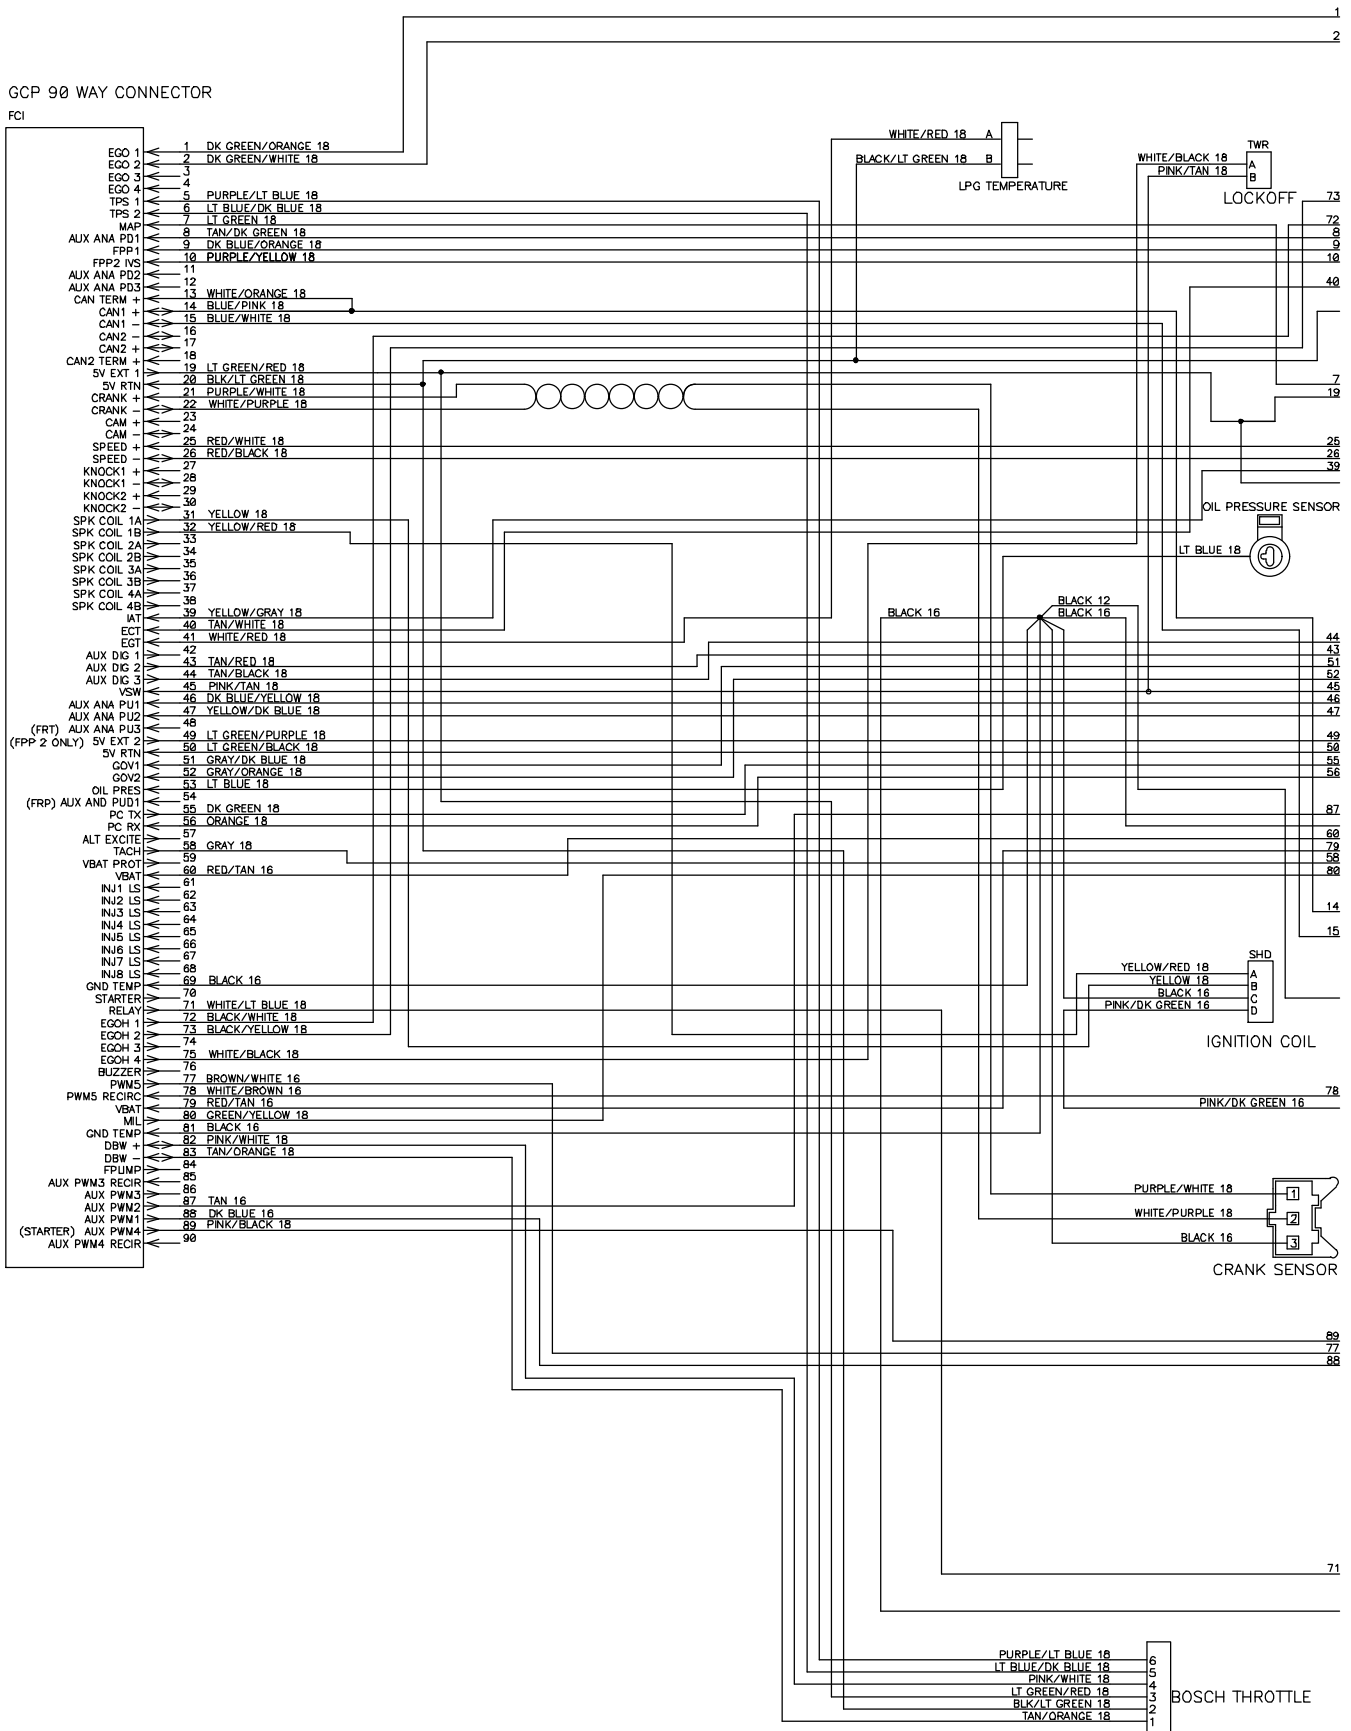 1
2
GCP 90 WAY CONNECTOR
FCI
EGO 1 1 DK GREEN/ORANGE 18
EGO 2 2 DK GREEN/WHITE 18
EGO 3 3
EGO 4 4
TPS 1 5 PURPLE/LT BLUE 18
TPS 2 6 LT BLUE/DK BLUE 18
MAP 7 LT GREEN 18
AUX ANA PD1 8 TAN/DK GREEN 18
FPP1 9 DK BLUE/ORANGE 18
FPP2 IVS 10 PURPLE/YELLOW 18
AUX ANA PD2 11
AUX ANA PD3 12
CAN TERM + 13 WHITE/ORANGE 18
CAN1 + 14 BLUE/PINK 18
CAN1 - 15 BLUE/WHITE 18
CAN2 - 16
CAN2 + 17
CAN2 TERM + 18
5V EXT 1 19 LT GREEN/RED 18
5V RTN 20 BLK/LT GREEN 18
CRANK + 21 PURPLE/WHITE 18
CRANK - 22 WHITE/PURPLE 18
CAM + 23
CAM - 24
SPEED + 25 RED/WHITE 18
SPEED - 26 RED/BLACK 18
KNOCK1 + 27
KNOCK1 - 28
KNOCK2 + 29
KNOCK2 - 30
SPK COIL 1A 31 YELLOW 18
SPK COIL 1B 32 YELLOW/RED 18
SPK COIL 2A 33
SPK COIL 2B 34
SPK COIL 3A 35
SPK COIL 3B 36
SPK COIL 4A 37
SPK COIL 4B 38
IAT 39 YELLOW/GRAY 18
ECT 40 TAN/WHITE 18
EGT 41 WHITE/RED 18
AUX DIG 1 42
AUX DIG 2 43 TAN/RED 18
AUX DIG 3 44 TAN/BLACK 18
VSW 45 PINK/TAN 18
AUX ANA PU1 46 DK BLUE/YELLOW 18
AUX ANA PU2 47 YELLOW/DK BLUE 18
(FRT) AUX ANA PU3 48
(FPP 2 ONLY) 5V EXT 2 49 LT GREEN/PURPLE 18
5V RTN 50 LT GREEN/BLACK 18
GOV1 51 GRAY/DK BLUE 18
GOV2 52 GRAY/ORANGE 18
OIL PRES 53 LT BLUE 18
(FRP) AUX AND PUD1 54
PC TX 55 DK GREEN 18
PC RX 56 ORANGE 18
ALT EXCITE 57
TACH 58 GRAY 18
VBAT PROT 59
VBAT 60 RED/TAN 16
INJ1 LS 61
INJ2 LS 62
INJ3 LS 63
INJ4 LS 64
INJ5 LS 65
INJ6 LS 66
INJ7 LS 67
INJ8 LS 68
GND TEMP 69 BLACK 16
STARTER 70
RELAY 71 WHITE/LT BLUE 18
EGOH 1 72 BLACK/WHITE 18
EGOH 2 73 BLACK/YELLOW 18
EGOH 3 74
EGOH 4 75 WHITE/BLACK 18
BUZZER 76
PWM5 77 BROWN/WHITE 16
PWM5 RECIRC 78 WHITE/BROWN 16
VBAT 79 RED/TAN 16
MIL 80 GREEN/YELLOW 18
GND TEMP 81 BLACK 16
DBW + 82 PINK/WHITE 18
DBW - 83 TAN/ORANGE 18
FPUMP 84
AUX PWM3 RECIR 85
AUX PWM3 86
AUX PWM2 87 TAN 16
AUX PWM1 88 DK BLUE 16
(STARTER) AUX PWM4 89 PINK/BLACK 18
AUX PWM4 RECIR 90
WHITE/RED 18 A
BLACK/LT GREEN 18 B
LPG TEMPERATURE
TWR
WHITE/BLACK 18 A
PINK/TAN 18 B
LOCKOFF
73
72
8
9
10
40
7
19
25
26
39
OIL PRESSURE SENSOR
LT BLUE 18
BLACK 16
BLACK 12
BLACK 16
44
43
51
52
45
46
47
49
50
55
56
87
60
79
58
80
14
15
SHD
YELLOW/RED 18 A
YELLOW 18 B
BLACK 16 C
PINK/DK GREEN 16 D
IGNITION COIL
78
PINK/DK GREEN 16
PURPLE/WHITE 18 1
WHITE/PURPLE 18 2
BLACK 16 3
CRANK SENSOR
89
77
88
71
PURPLE/LT BLUE 18 6
LT BLUE/DK BLUE 18 5
PINK/WHITE 18 4
LT GREEN/RED 18 3
BLK/LT GREEN 18 2
TAN/ORANGE 18 1
BOSCH THROTTLE